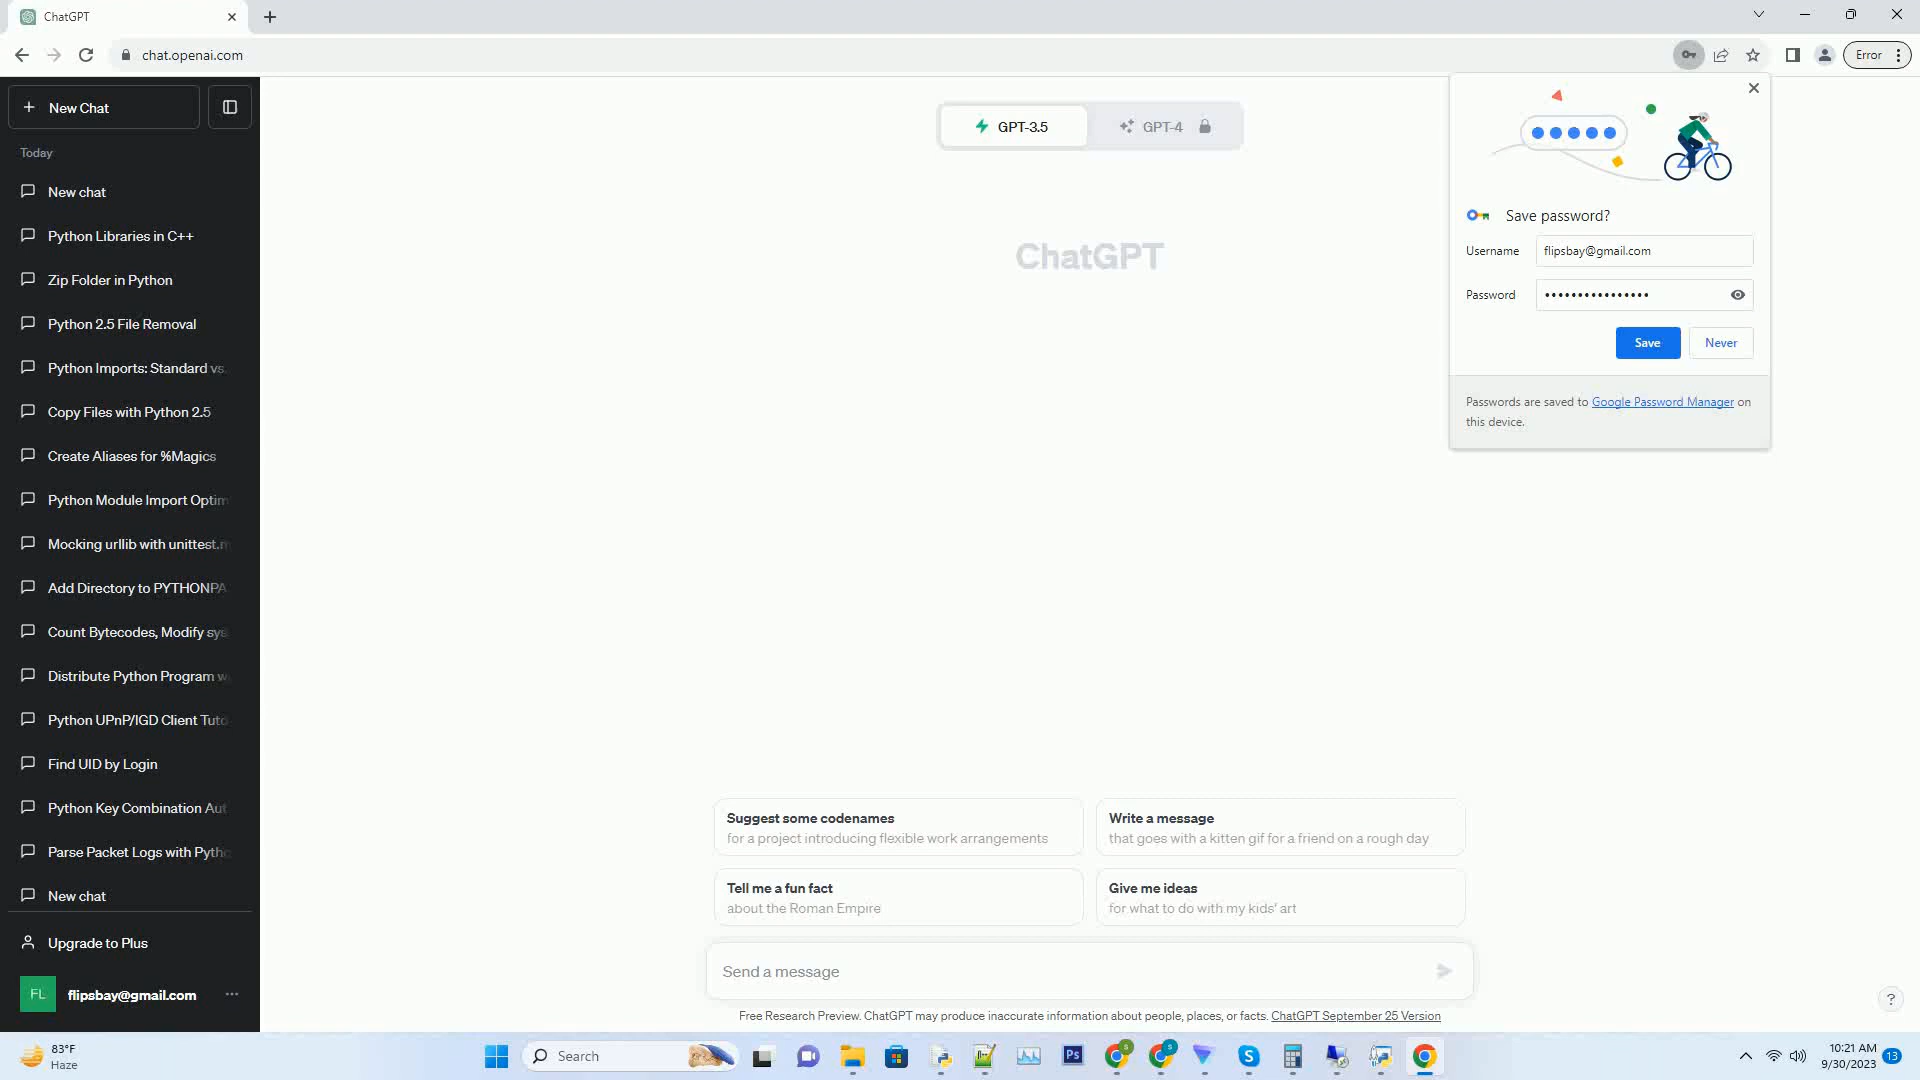 ChatGPT
chat.openai.com
Error
New Chat
Today
New chat
Python Libraries in C++
Zip Folder in Python
Python 2.5 File Removal
Python Imports: Standard vs.
Copy Files with Python 2.5
Create Aliases for %Magics
Python Module Import Optim
Mocking urllib with unittest.m
Add Directory to PYTHONPA
Count Bytecodes, Modify sys
Distribute Python Program w
Python UPnP/IGD Client Tuto
Find UID by Login
Python Key Combination Aut
Parse Packet Logs with Pytho
New chat
Upgrade to Plus
FL
flipsbay@gmail.com
GPT-3.5
GPT-4
ChatGPT
Save password?
Username
flipsbay@gmail.com
Password
••••••••••••••••
Save
Never
Passwords are saved to Google Password Manager on
this device.
Suggest some codenames
for a project introducing flexible work arrangements
Write a message
that goes with a kitten gif for a friend on a rough day
Tell me a fun fact
about the Roman Empire
Give me ideas
for what to do with my kids' art
Send a message
Free Research Preview. ChatGPT may produce inaccurate information about people, places, or facts. ChatGPT September 25 Version
?
83°F
Haze
Search
Ps
S
S
S
10:21 AM
9/30/2023
13